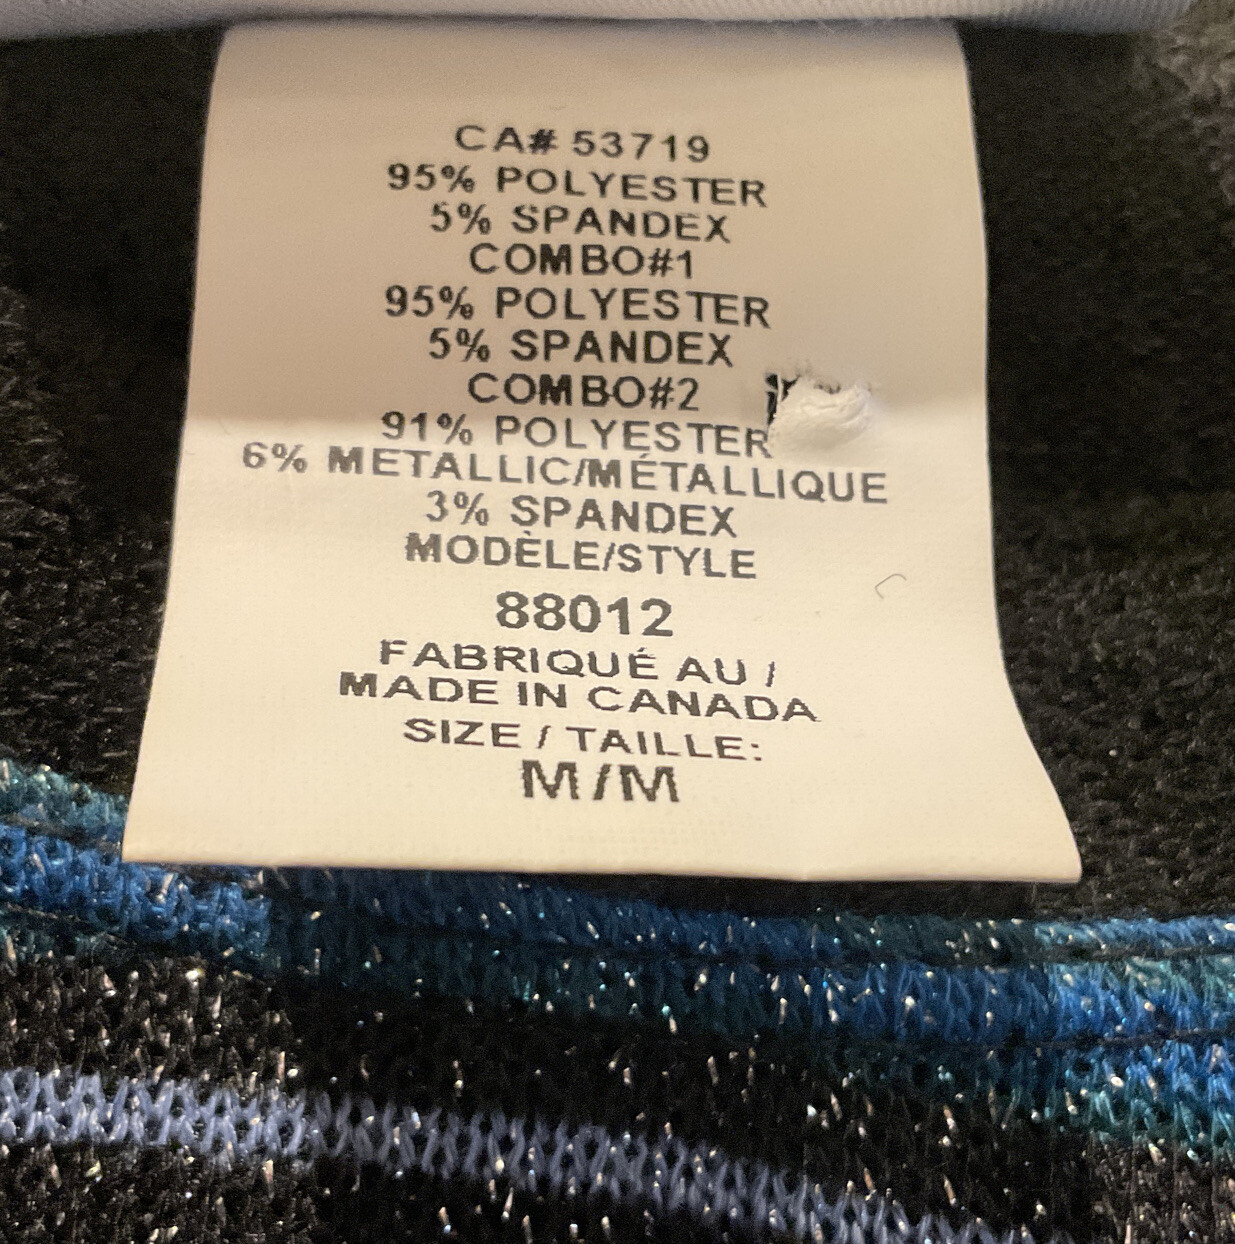 CA# 53719
95% POLYESTER
5% SPANDEX
COMBO#1
95% POLYESTER
5% SPANDEX
COMBO#2
91% POLYESTER
6% METALLIC/MÉTALLIQUE
3% SPANDEX
MODÈLE/STYLE
88012
FABRIQUÉ AU /
MADE IN CANADA
SIZE / TAILLE:
M/M